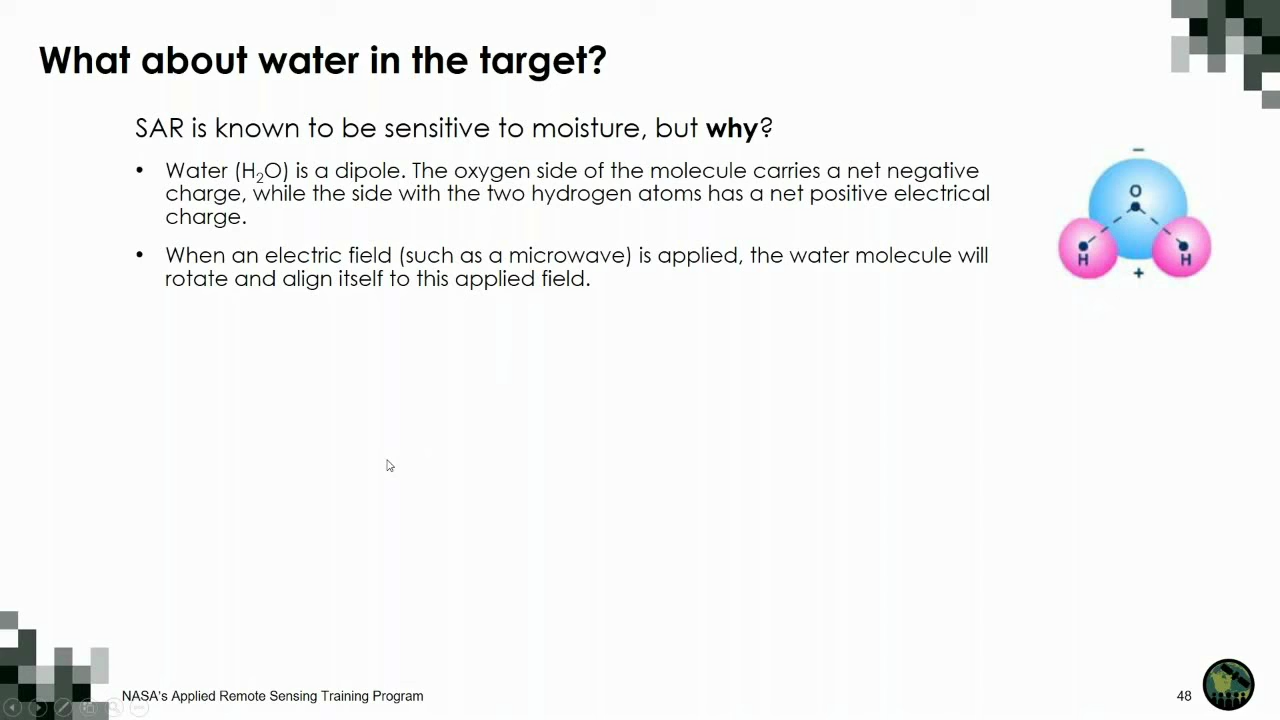 What about water in the target?
SAR is known to be sensitive to moisture, but why?
• Water (H₂O) is a dipole. The oxygen side of the molecule carries a net negative
charge, while the side with the two hydrogen atoms has a net positive electrical
charge.
• When an electric field (such as a microwave) is applied, the water molecule will
rotate and align itself to this applied field.
−
O
H
H
+
NASA's Applied Remote Sensing Training Program
48